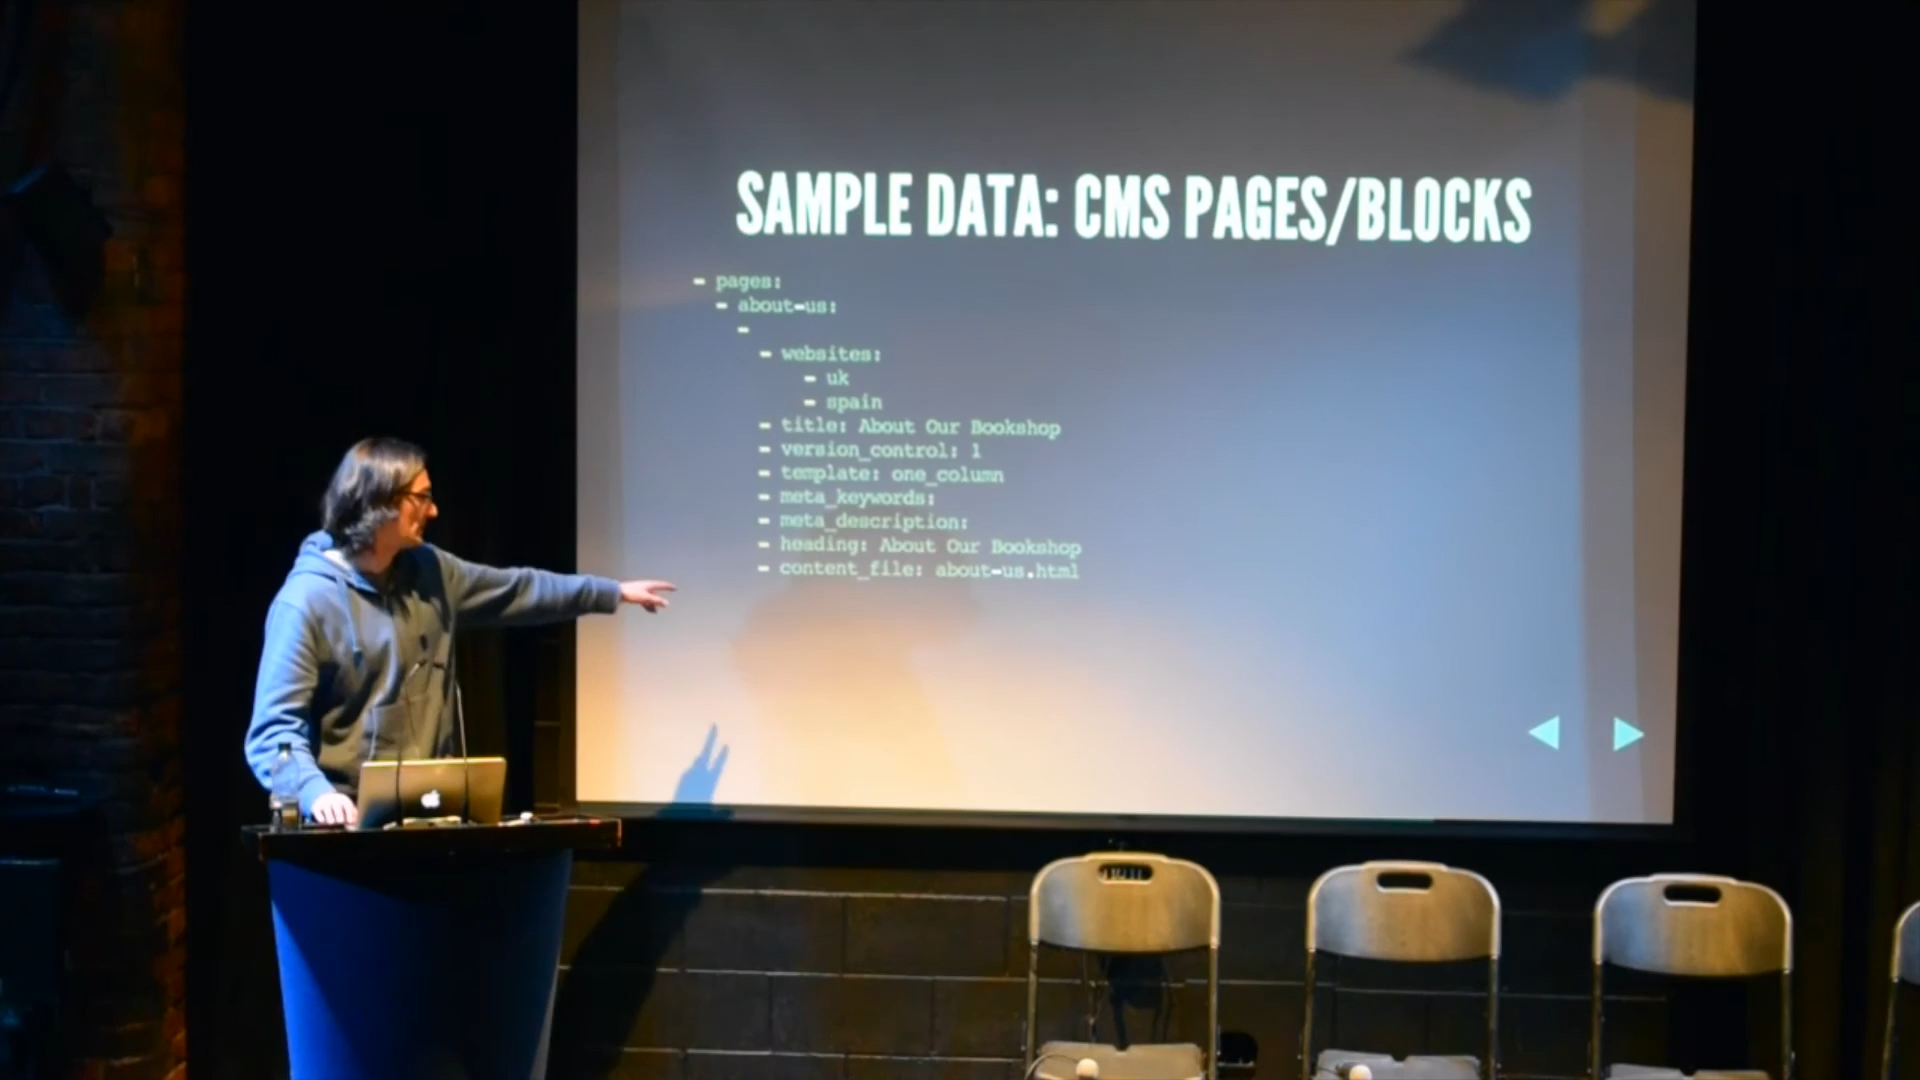 SAMPLE DATA: CMS PAGES/BLOCKS
- pages:
- about-us:
-
- websites:
- uk
- spain
- title: About Our Bookshop
- version_control: 1
- template: one_column
- meta_keywords:
- meta_description:
- heading: About Our Bookshop
- content_file: about-us.html